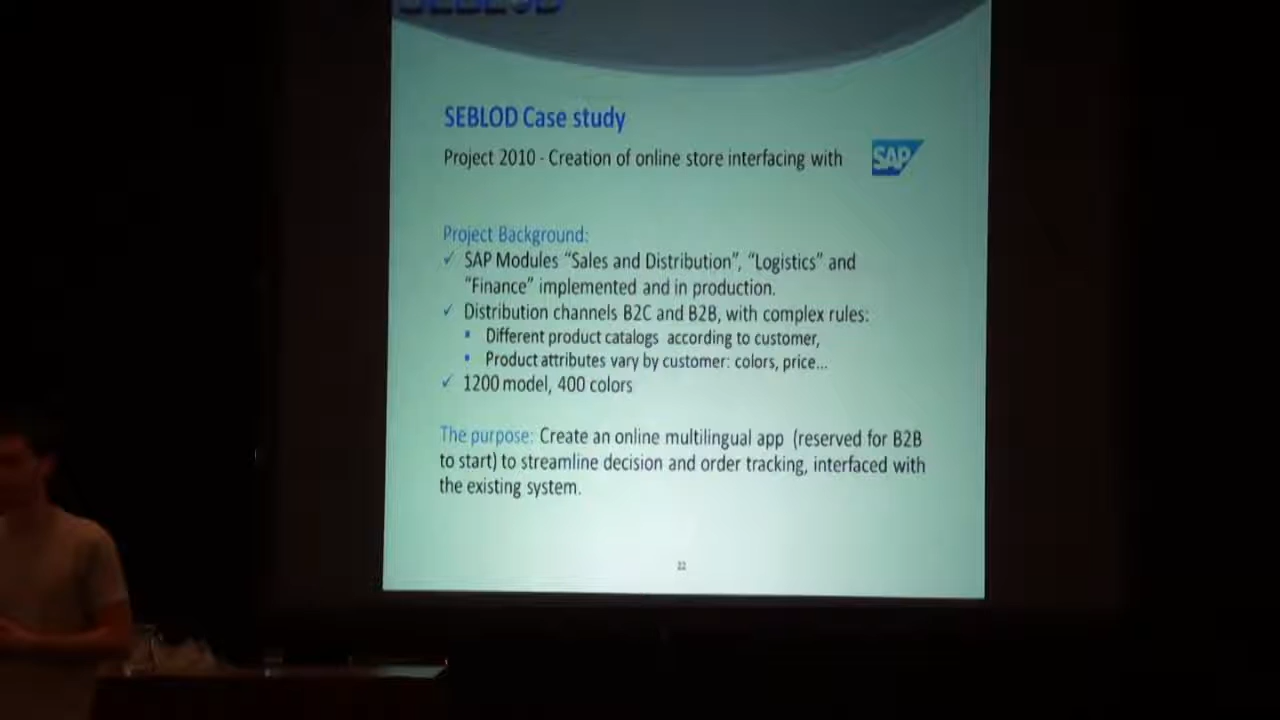 SEBLOD
SEBLOD Case study
Project 2010 - Creation of online store interfacing with SAP
Project Background:
✓ SAP Modules “Sales and Distribution”, “Logistics” and
“Finance” implemented and in production.
✓ Distribution channels B2C and B2B, with complex rules:
▪ Different product catalogs according to customer,
▪ Product attributes vary by customer: colors, price...
✓ 1200 model, 400 colors
The purpose: Create an online multilingual app (reserved for B2B
to start) to streamline decision and order tracking, interfaced with
the existing system.
22